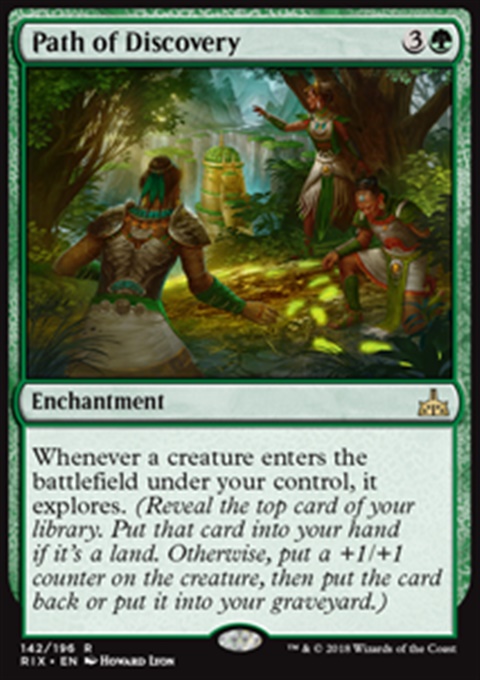 Path of Discovery 3
Enchantment
Whenever a creature enters the
battlefield under your control, it
explores. (Reveal the top card of your
library. Put that card into your hand
if it's a land. Otherwise, put a +1/+1
counter on the creature, then put the card
back or put it into your graveyard.)
142/196 R
RIX • EN Howard Lyon
™ & © 2018 Wizards of the Coast